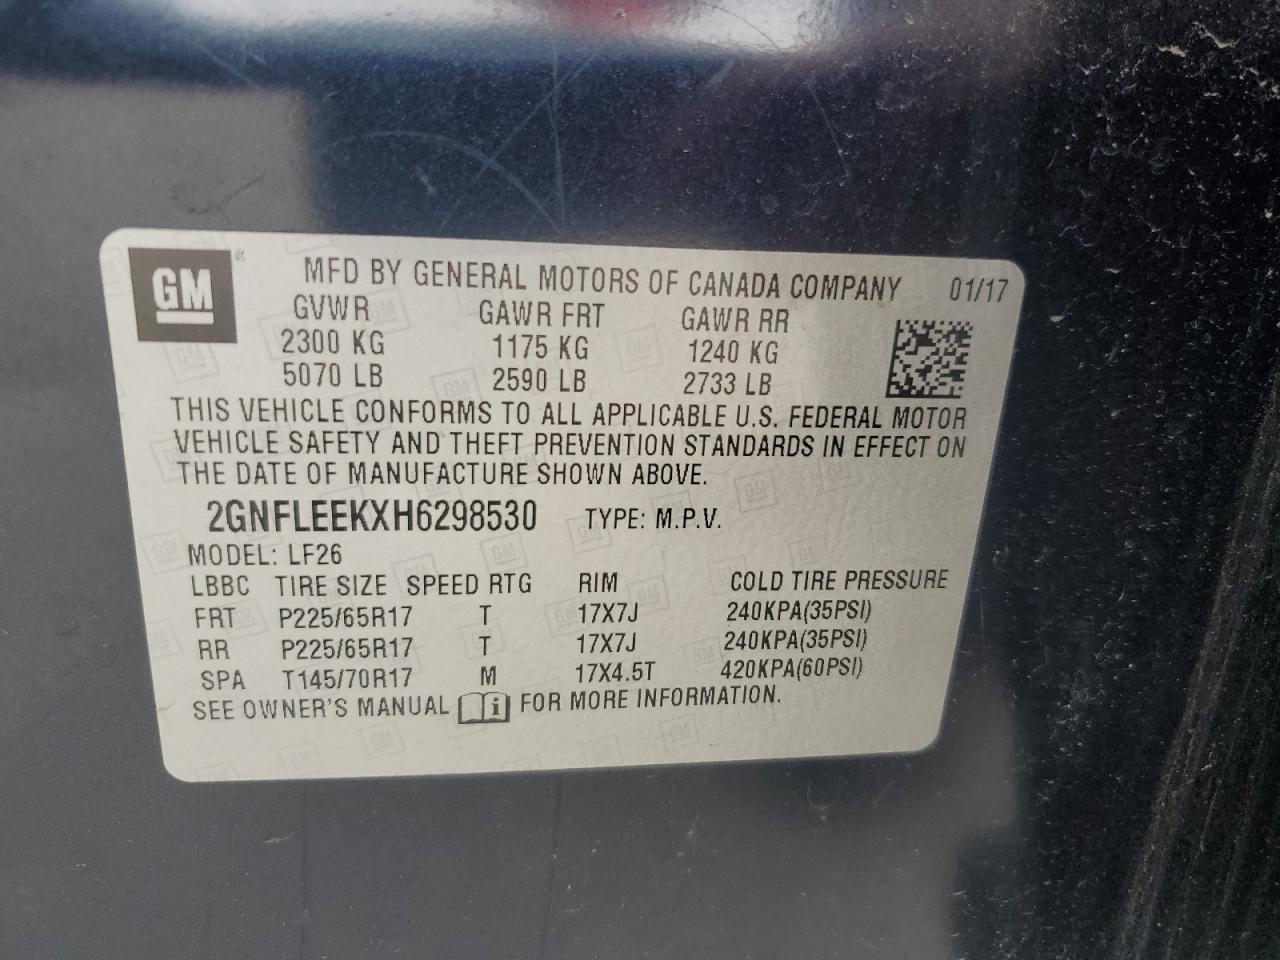 GM ®
MFD BY GENERAL MOTORS OF CANADA COMPANY 01/17
GVWR GAWR FRT GAWR RR
2300 KG 1175 KG 1240 KG
5070 LB 2590 LB 2733 LB
THIS VEHICLE CONFORMS TO ALL APPLICABLE U.S. FEDERAL MOTOR
VEHICLE SAFETY AND THEFT PREVENTION STANDARDS IN EFFECT ON
THE DATE OF MANUFACTURE SHOWN ABOVE.
2GNFLEEKXH6298530 TYPE: M.P.V.
MODEL: LF26
LBBC TIRE SIZE SPEED RTG RIM COLD TIRE PRESSURE
FRT P225/65R17 T 17X7J 240KPA(35PSI)
RR P225/65R17 T 17X7J 240KPA(35PSI)
SPA T145/70R17 M 17X4.5T 420KPA(60PSI)
SEE OWNER'S MANUAL i FOR MORE INFORMATION.